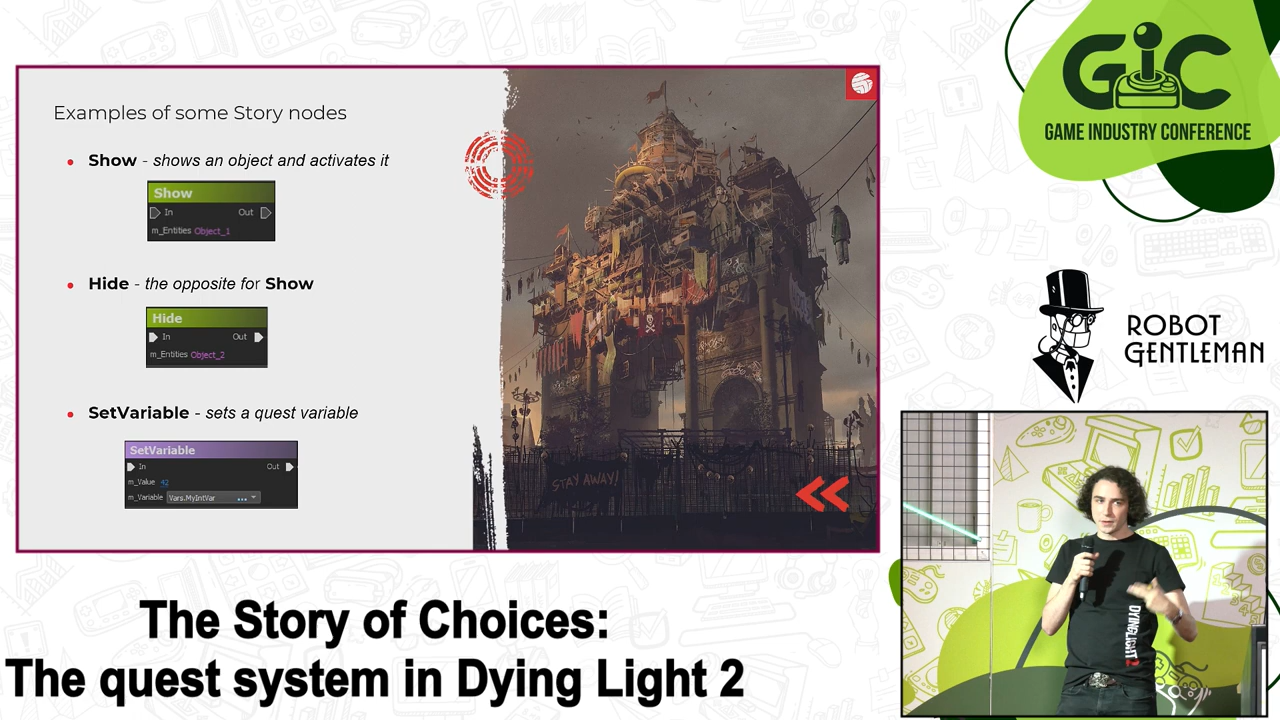 Examples of some Story nodes
Show - shows an object and activates it
Show
In Out
m_Entities Object_1
Hide - the opposite for Show
Hide
In Out
m_Entities Object_2
SetVariable - sets a quest variable
SetVariable
In Out
m_Value 42
m_Variable Vars.MyIntVar ...
STAY AWAY!
GIC
GAME INDUSTRY CONFERENCE
ROBOT
GENTLEMAN
DYING LIGHT 2
The Story of Choices:
The quest system in Dying Light 2